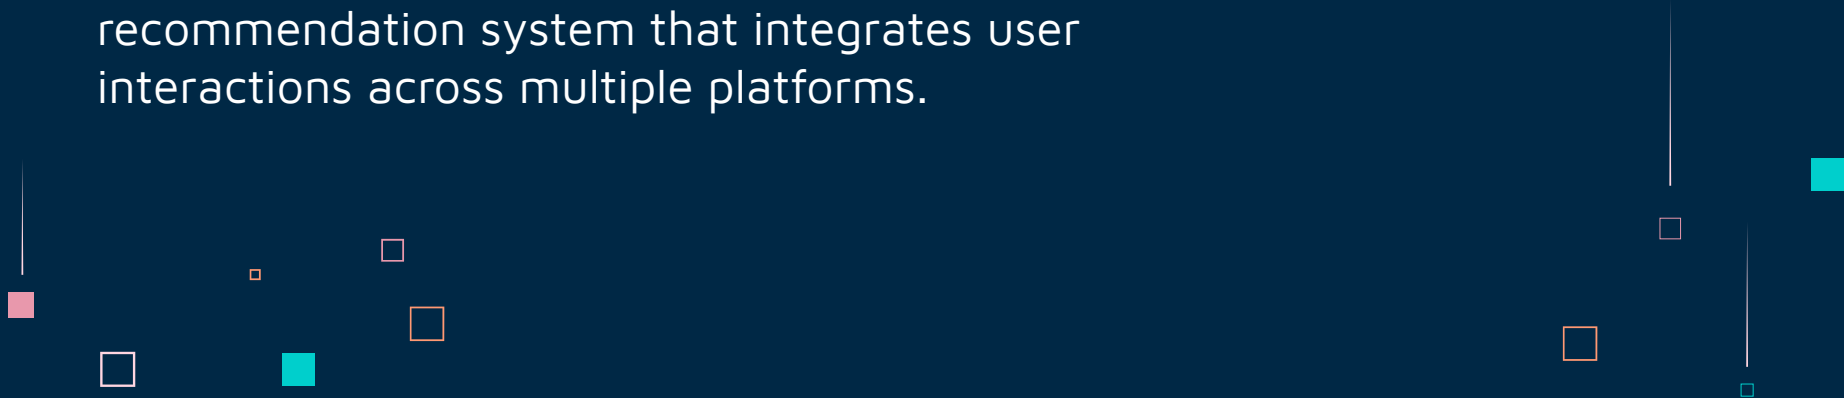 recommendation system that integrates user
interactions across multiple platforms.